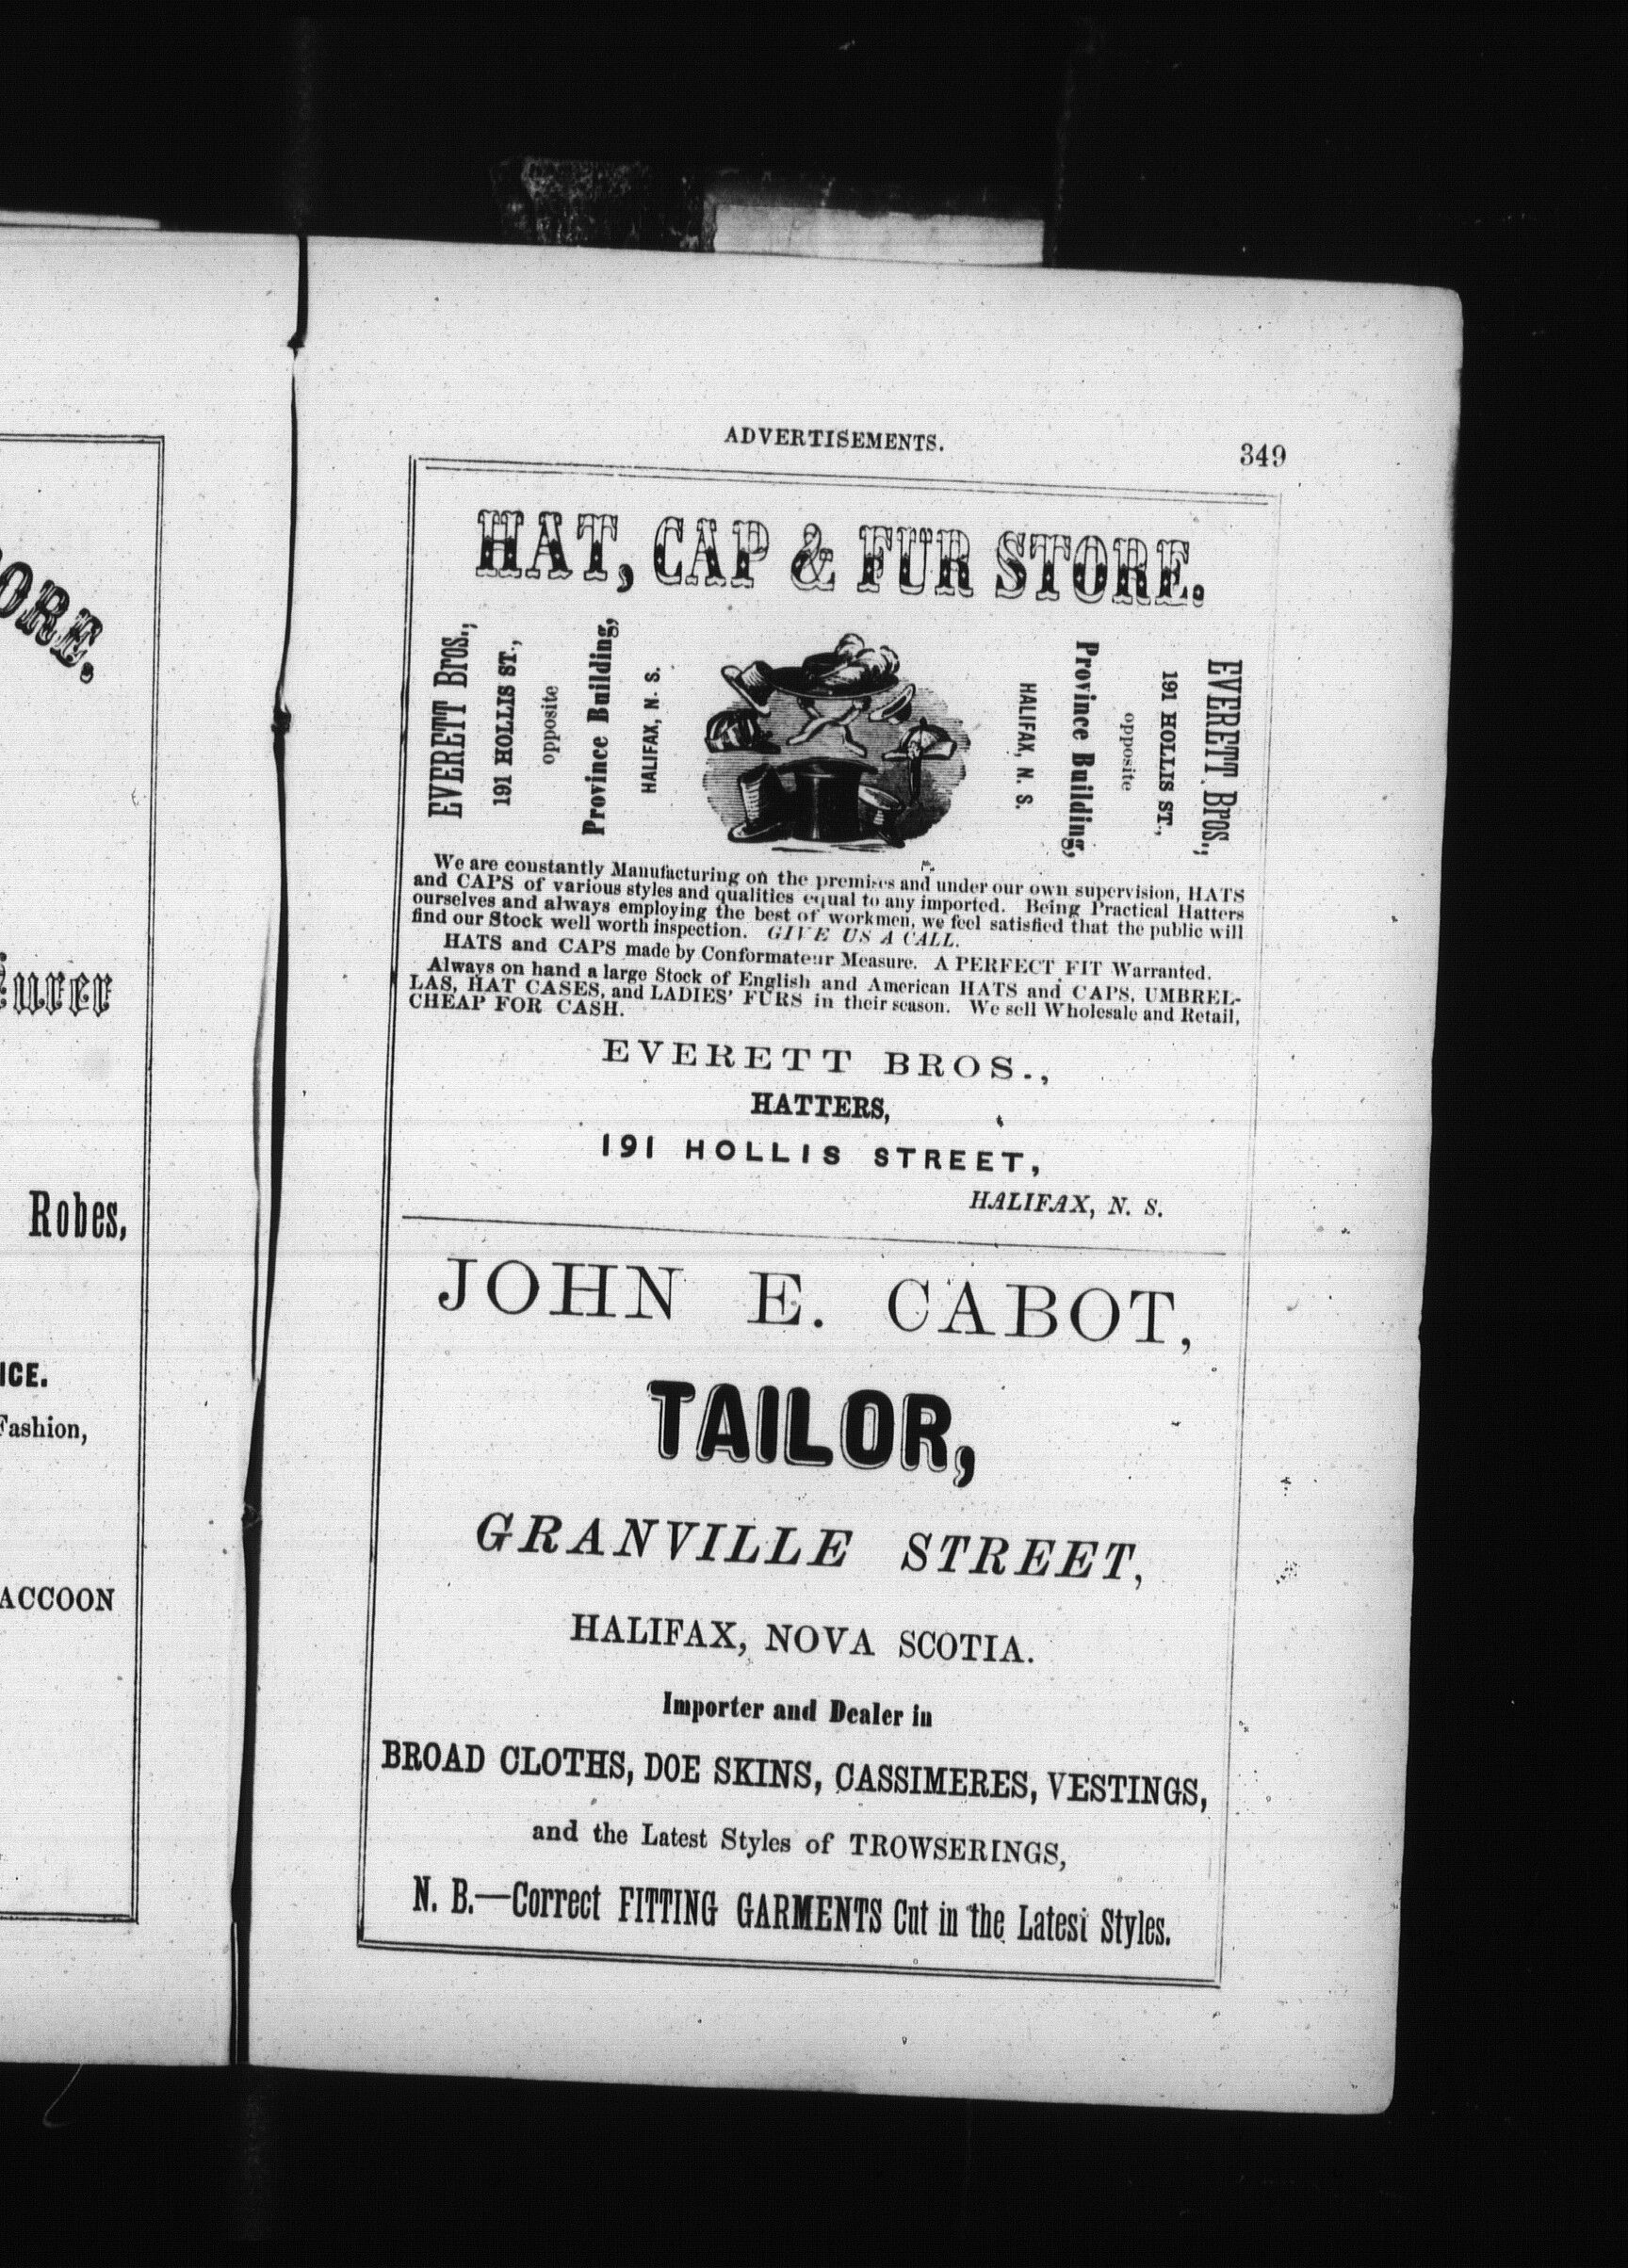 ORE.
urer
Robes,
ICE.
Fashion,
ACCOON
ADVERTISEMENTS.
349
HAT, CAP & FUR STORE.
EVERETT Bros.,
191 HOLLIS ST.,
opposite
Province Building,
HALIFAX, N. S.
HALIFAX, N. S.
Province Building,
opposite
191 HOLLIS ST.,
EVERETT Bros.,
We are constantly Manufacturing on the premises and under our own supervision, HATS
and CAPS of various styles and qualities equal to any imported. Being Practical Hatters
ourselves and always employing the best of workmen, we feel satisfied that the public will
find our Stock well worth inspection. GIVE US A CALL.
HATS and CAPS made by Conformateur Measure. A PERFECT FIT Warranted.
Always on hand a large Stock of English and American HATS and CAPS, UMBREL-
LAS, HAT CASES, and LADIES' FURS in their season. We sell Wholesale and Retail,
CHEAP FOR CASH.
EVERETT BROS.,
HATTERS,
191 HOLLIS STREET,
HALIFAX, N. S.
JOHN E. CABOT,
TAILOR,
GRANVILLE STREET,
HALIFAX, NOVA SCOTIA.
Importer and Dealer in
BROAD CLOTHS, DOE SKINS, CASSIMERES, VESTINGS,
and the Latest Styles of TROWSERINGS,
N. B.—Correct FITTING GARMENTS Cut in the Latest Styles.